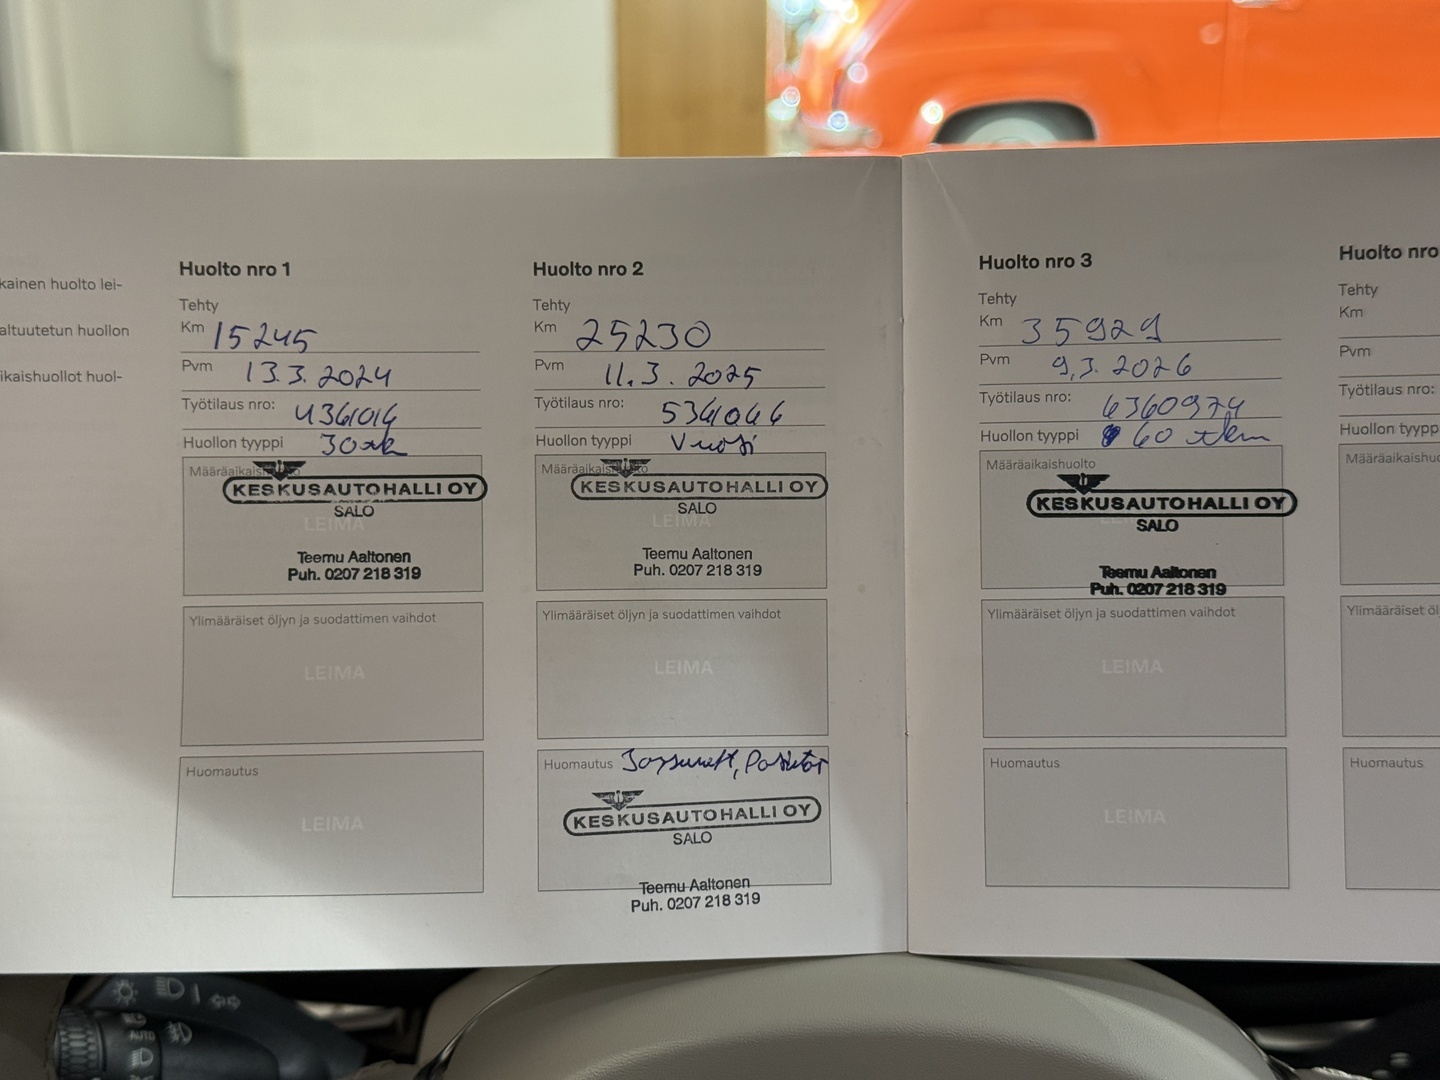 kainen huolto lei-
altuutetun huollon
ikaishuollot huol-
Huolto nro 1
Tehty
Km 15245
Pvm 13.3.2024
Työtilaus nro:
Huollon tyyppi
Määräaikaishuolto
KESKUSAUTOHALLI OY
SALO
LEIMA
Teemu Aaltonen
Puh. 0207 218 319
Ylimääräiset öljyn ja suodattimen vaihdot
LEIMA
Huomautus
LEIMA
Huolto nro 2
Tehty
Km 25230
Pvm 11.3.2025
Työtilaus nro:
Huollon tyyppi Vuosi
Määräaikaishuolto
KESKUSAUTOHALLI OY
SALO
LEIMA
Teemu Aaltonen
Puh. 0207 218 319
Ylimääräiset öljyn ja suodattimen vaihdot
LEIMA
Huomautus
KESKUSAUTOHALLI OY
SALO
Teemu Aaltonen
Puh. 0207 218 319
Huolto nro 3
Tehty
Km 35929
Pvm 9.3.2026
Työtilaus nro: 6360974
Huollon tyyppi 60
Määräaikaishuolto
KESKUSAUTOHALLI OY
LEIMA
SALO
Teemu Aaltonen
Puh. 0207 218 319
Ylimääräiset öljyn ja suodattimen vaihdot
LEIMA
Huomautus
LEIMA
Huolto nro
Tehty
Km
Pvm
Työtilaus nro:
Huollon tyypp
Määräaikaishuo
Ylimääräiset öl
Huomautus
AUTO